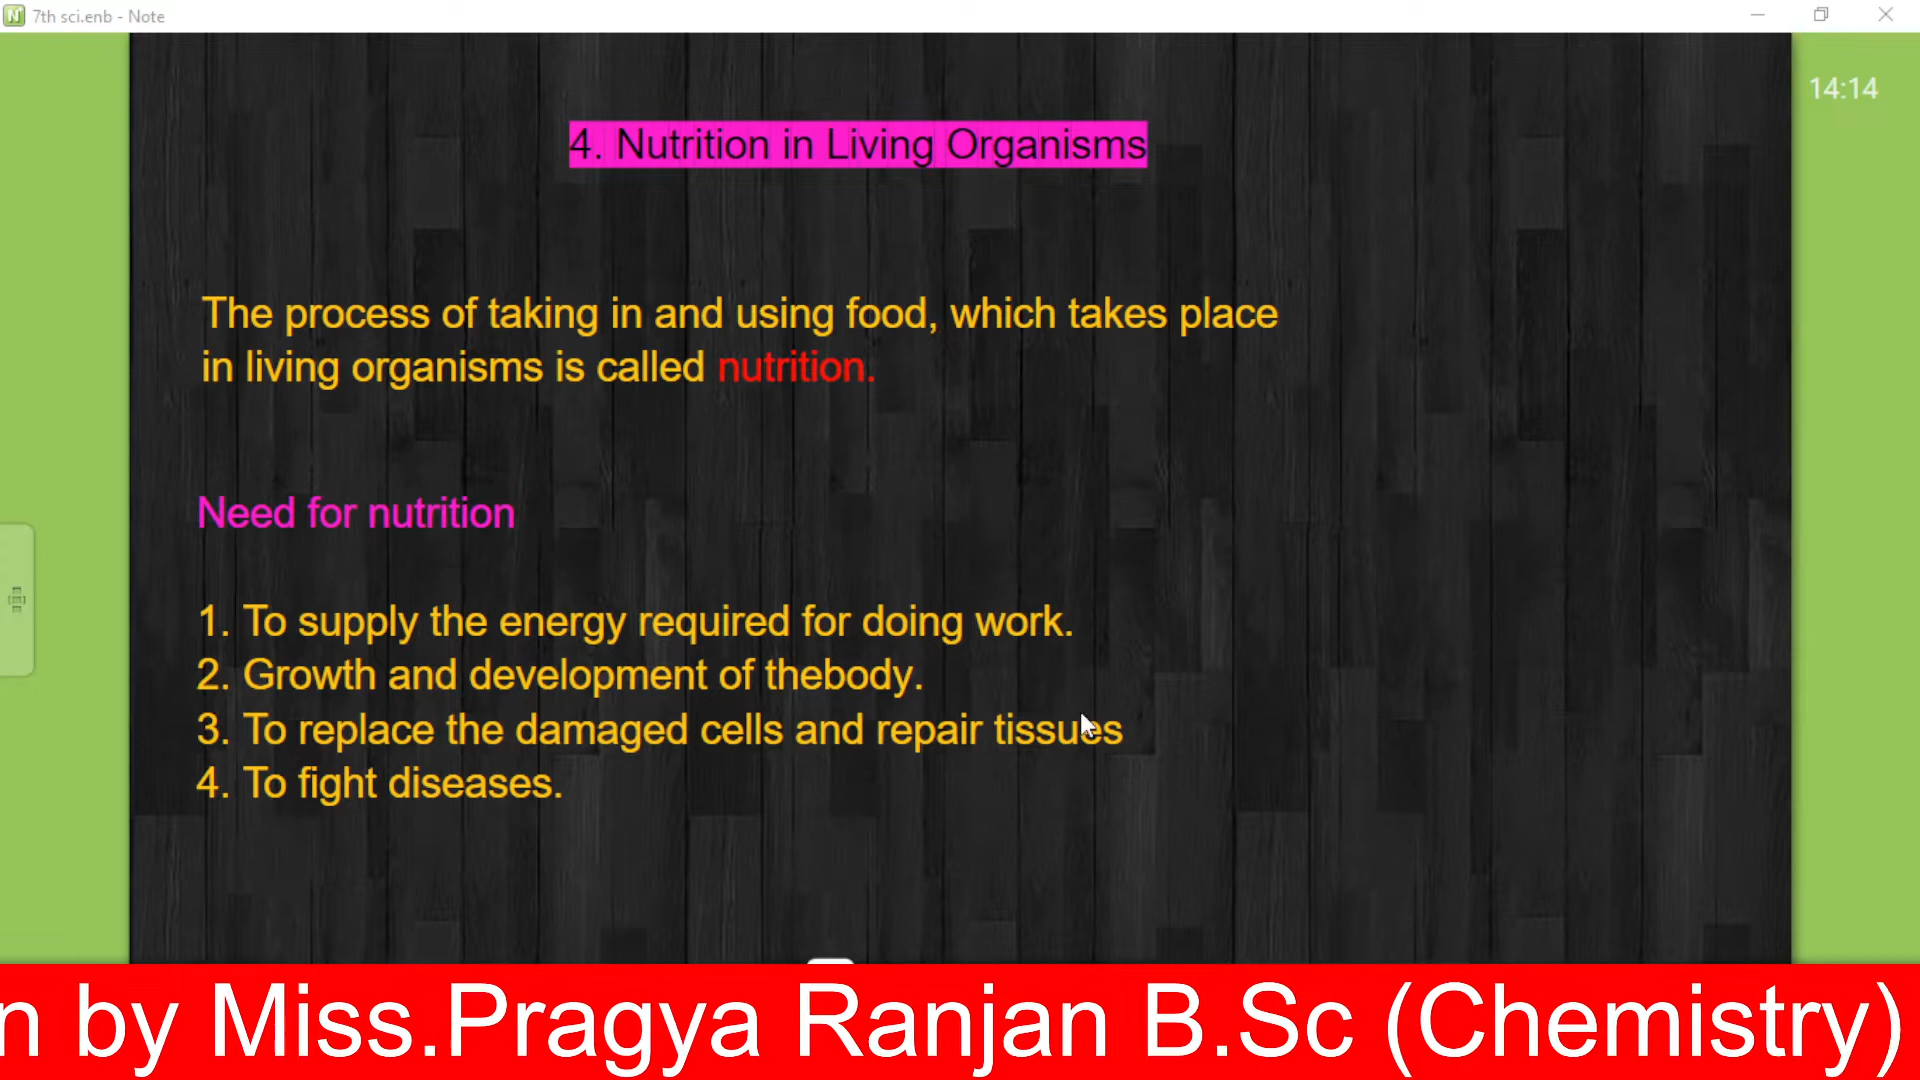 7th sci.enb - Note
14:14
4. Nutrition in Living Organisms
The process of taking in and using food, which takes place
in living organisms is called nutrition.
Need for nutrition
1. To supply the energy required for doing work.
2. Growth and development of thebody.
3. To replace the damaged cells and repair tissues
4. To fight diseases.
n by Miss.Pragya Ranjan B.Sc (Chemistry)